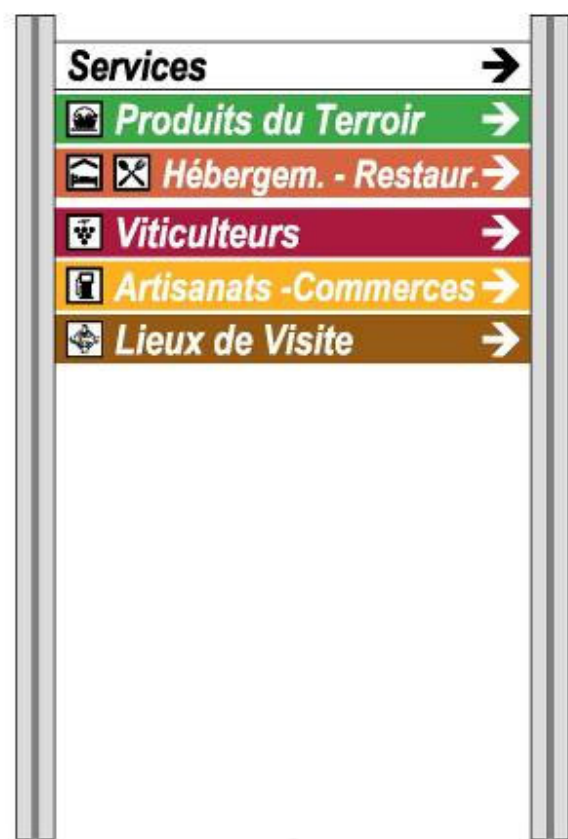 Services
Produits du Terroir
Hébergem. - Restaur.
Viticulteurs
Artisanats -Commerces
Lieux de Visite